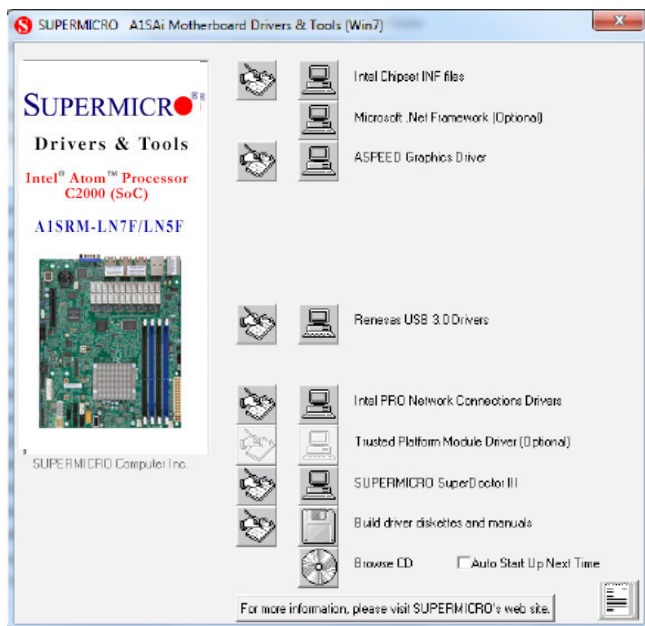 SUPERMICRO A1SAi Motherboard Drivers & Tools (Win7)
SUPERMICRO®
Drivers & Tools
Intel® Atom™ Processor
C2000 (SoC)
A1SRM-LN7F/LN5F
SUPERMICRO Computer Inc.
Intel Chipset INF files
Microsoft .Net Framework (Optional)
ASPEED Graphics Driver
Renesas USB 3.0 Drivers
Intel PRO Network Connections Drivers
Trusted Platform Module Driver (Optional)
SUPERMICRO SuperDoctor III
Build driver diskettes and manuals
Browse CD
Auto Start Up Next Time
For more information, please visit SUPERMICRO's web site.